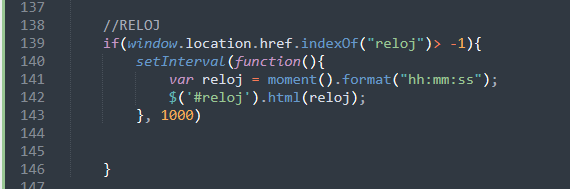 137
138 //RELOJ
139 if(window.location.href.indexOf("reloj")> -1){
140 setInterval(function(){
141 var reloj = moment().format("hh:mm:ss");
142 $('#reloj').html(reloj);
143 }, 1000)
144
145
146 }
147